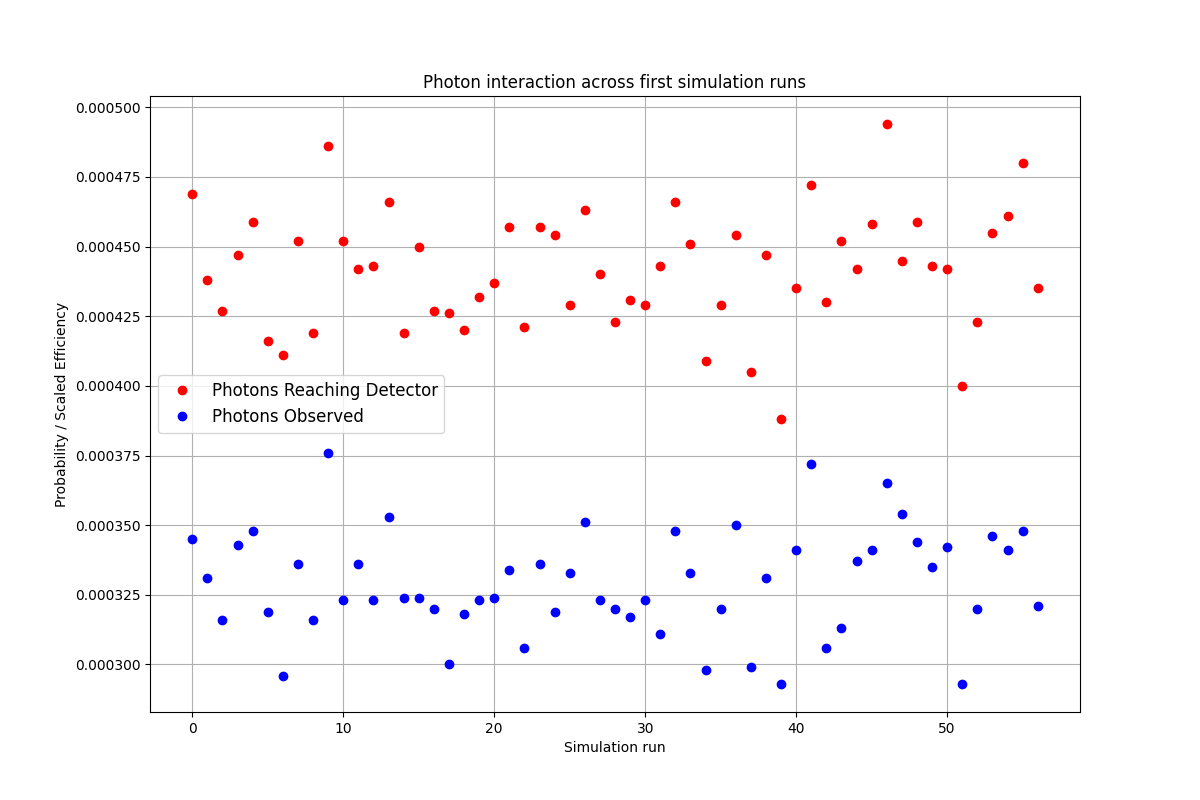 Photon interaction across first simulation runs
Probability / Scaled Efficiency
0.000500
0.000475
0.000450
0.000425
0.000400
0.000375
0.000350
0.000325
0.000300
Photons Reaching Detector
Photons Observed
0 10 20 30 40 50
Simulation run